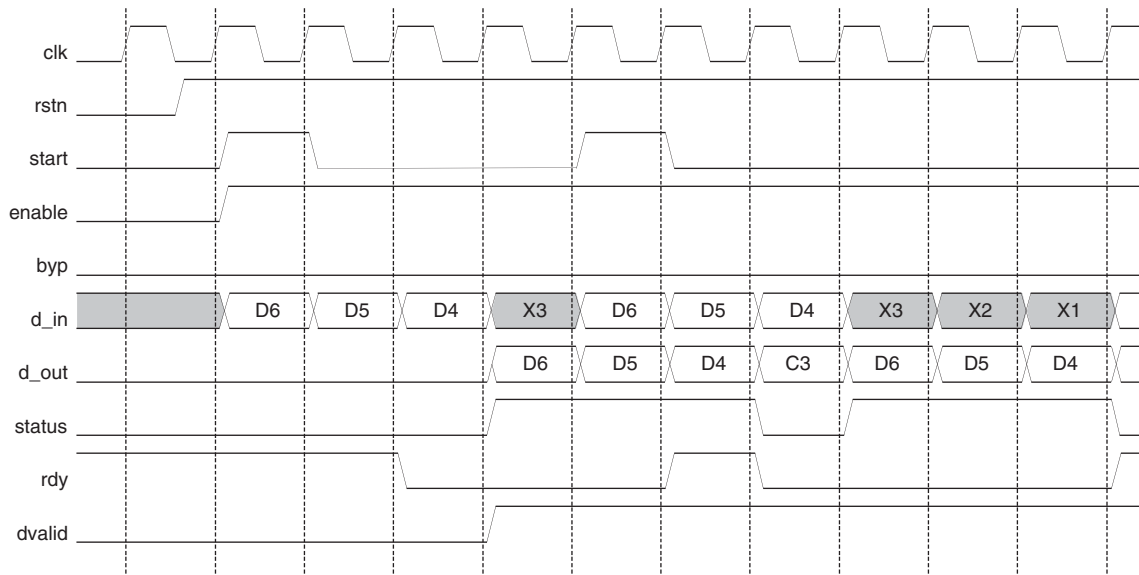 clk
rstn
start
enable
byp
d_in D6 D5 D4 X3 D6 D5 D4 X3 X2 X1
d_out D6 D5 D4 C3 D6 D5 D4
status
rdy
dvalid